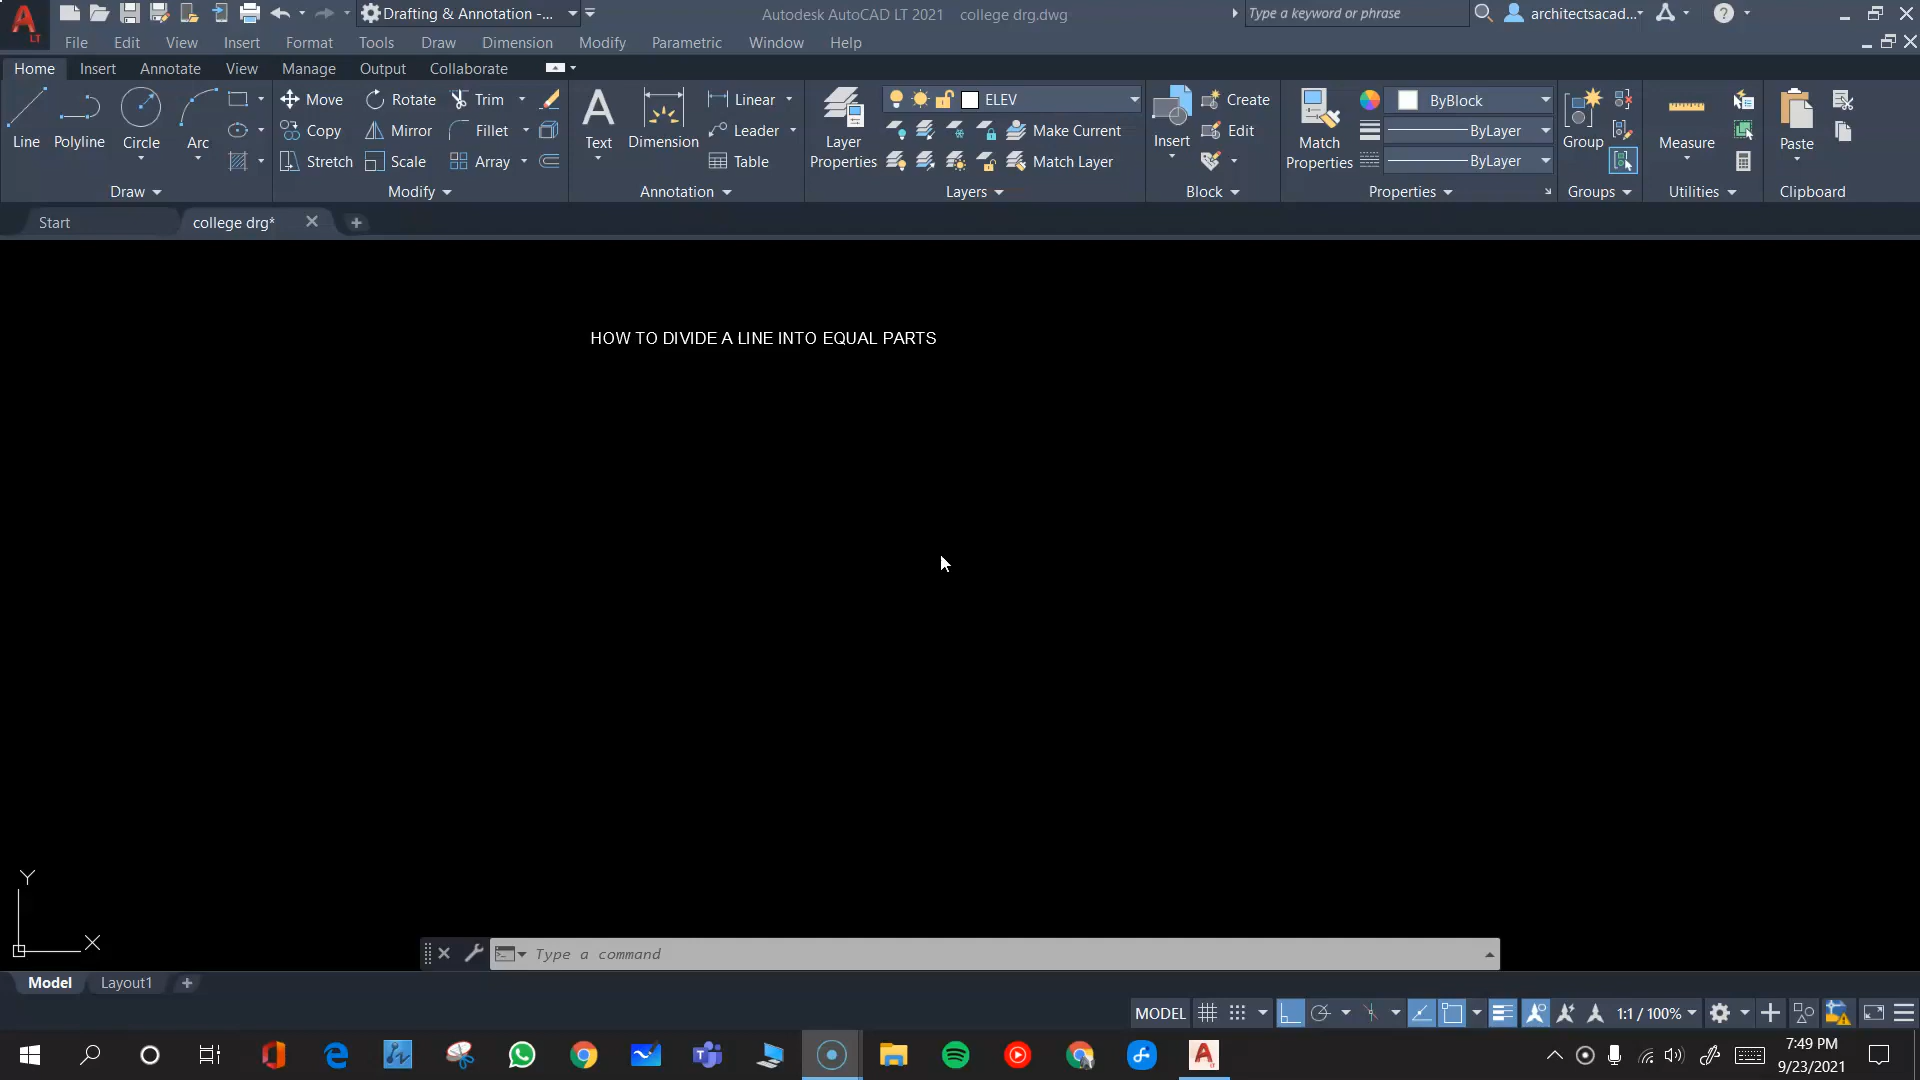 Drafting & Annotation -...
Autodesk AutoCAD LT 2021 college drg.dwg
Type a keyword or phrase
architectsacad...
LT
File Edit View Insert Format Tools Draw Dimension Modify Parametric Window Help
Home Insert Annotate View Manage Output Collaborate
Line Polyline Circle Arc
Move Rotate Trim
Copy Mirror Fillet
Stretch Scale Array
Text Dimension
Linear
Leader
Table
Layer Properties
ELEV
Make Current
Match Layer
Insert
Create
Edit
Match Properties
ByBlock
ByLayer
ByLayer
Group
Measure
Paste
Draw Modify Annotation Layers Block Properties Groups Utilities Clipboard
Start college drg*
HOW TO DIVIDE A LINE INTO EQUAL PARTS
Y
X
Type a command
Model Layout1
MODEL 1:1 / 100%
7:49 PM
9/23/2021